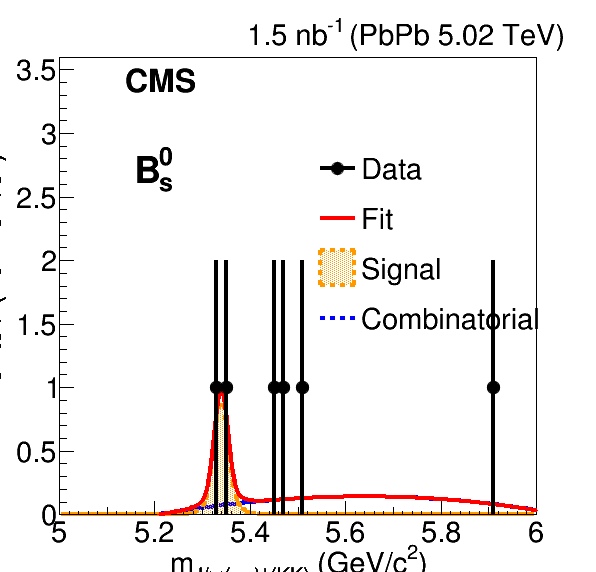 1.5 nb⁻¹ (PbPb 5.02 TeV)
CMS
B⁰ₛ
Data
Fit
Signal
Combinatorial
3.5
3
2.5
2
1.5
1
0.5
0
5 5.2 5.4 5.6 5.8 6
m (GeV/c²)